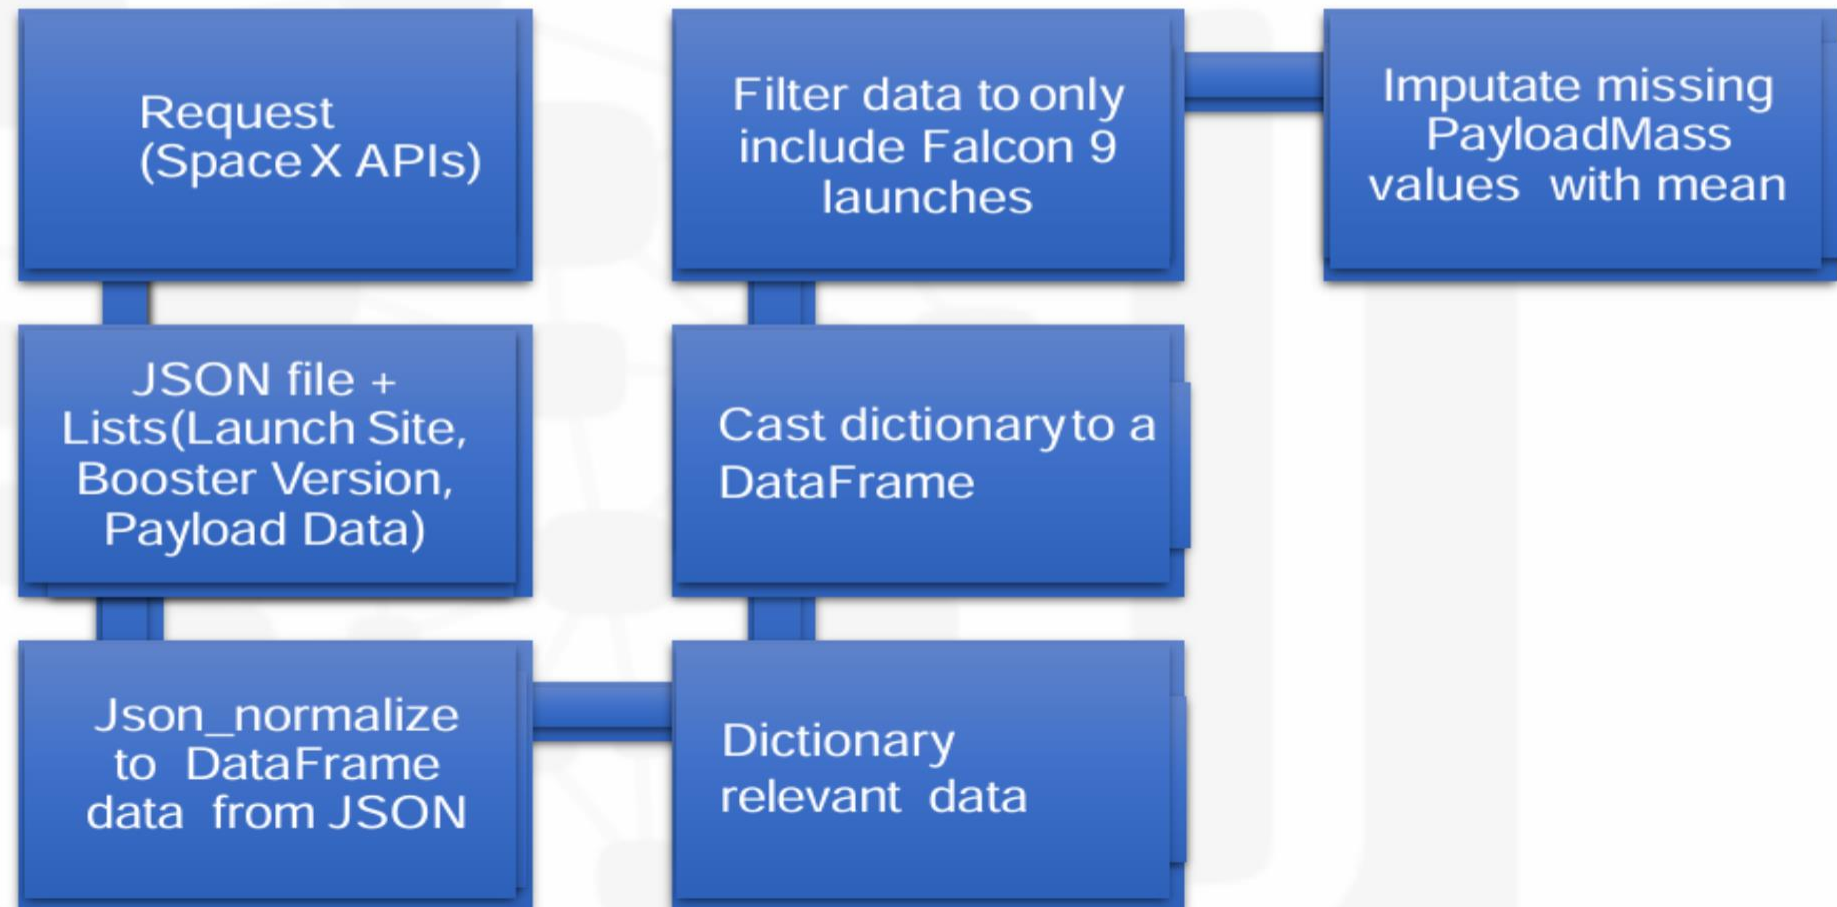 Request
(Space X APIs)
JSON file +
Lists(Launch Site,
Booster Version,
Payload Data)
Json_normalize
to DataFrame
data from JSON
Dictionary
relevant data
Cast dictionary to a
DataFrame
Filter data to only
include Falcon 9
launches
Imputate missing
PayloadMass
values with mean